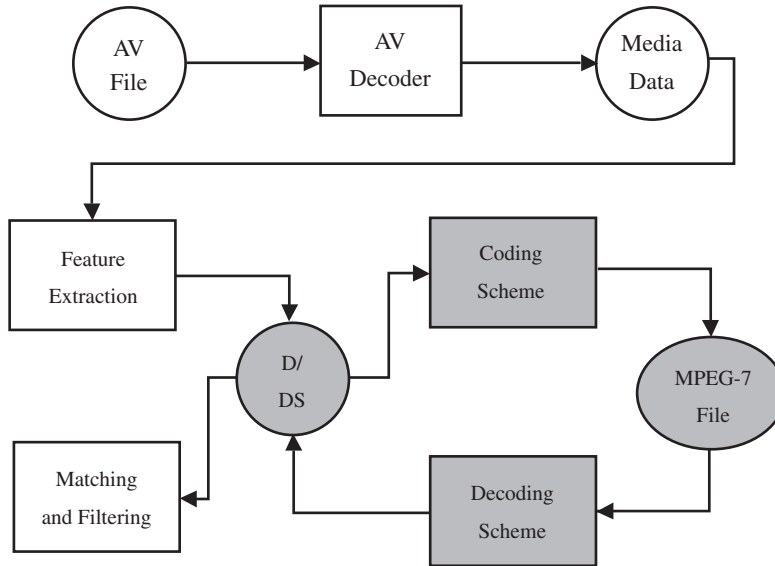 AV
File
AV
Decoder
Media
Data
Feature
Extraction
Coding
Scheme
D/
DS
MPEG-7
File
Matching
and Filtering
Decoding
Scheme